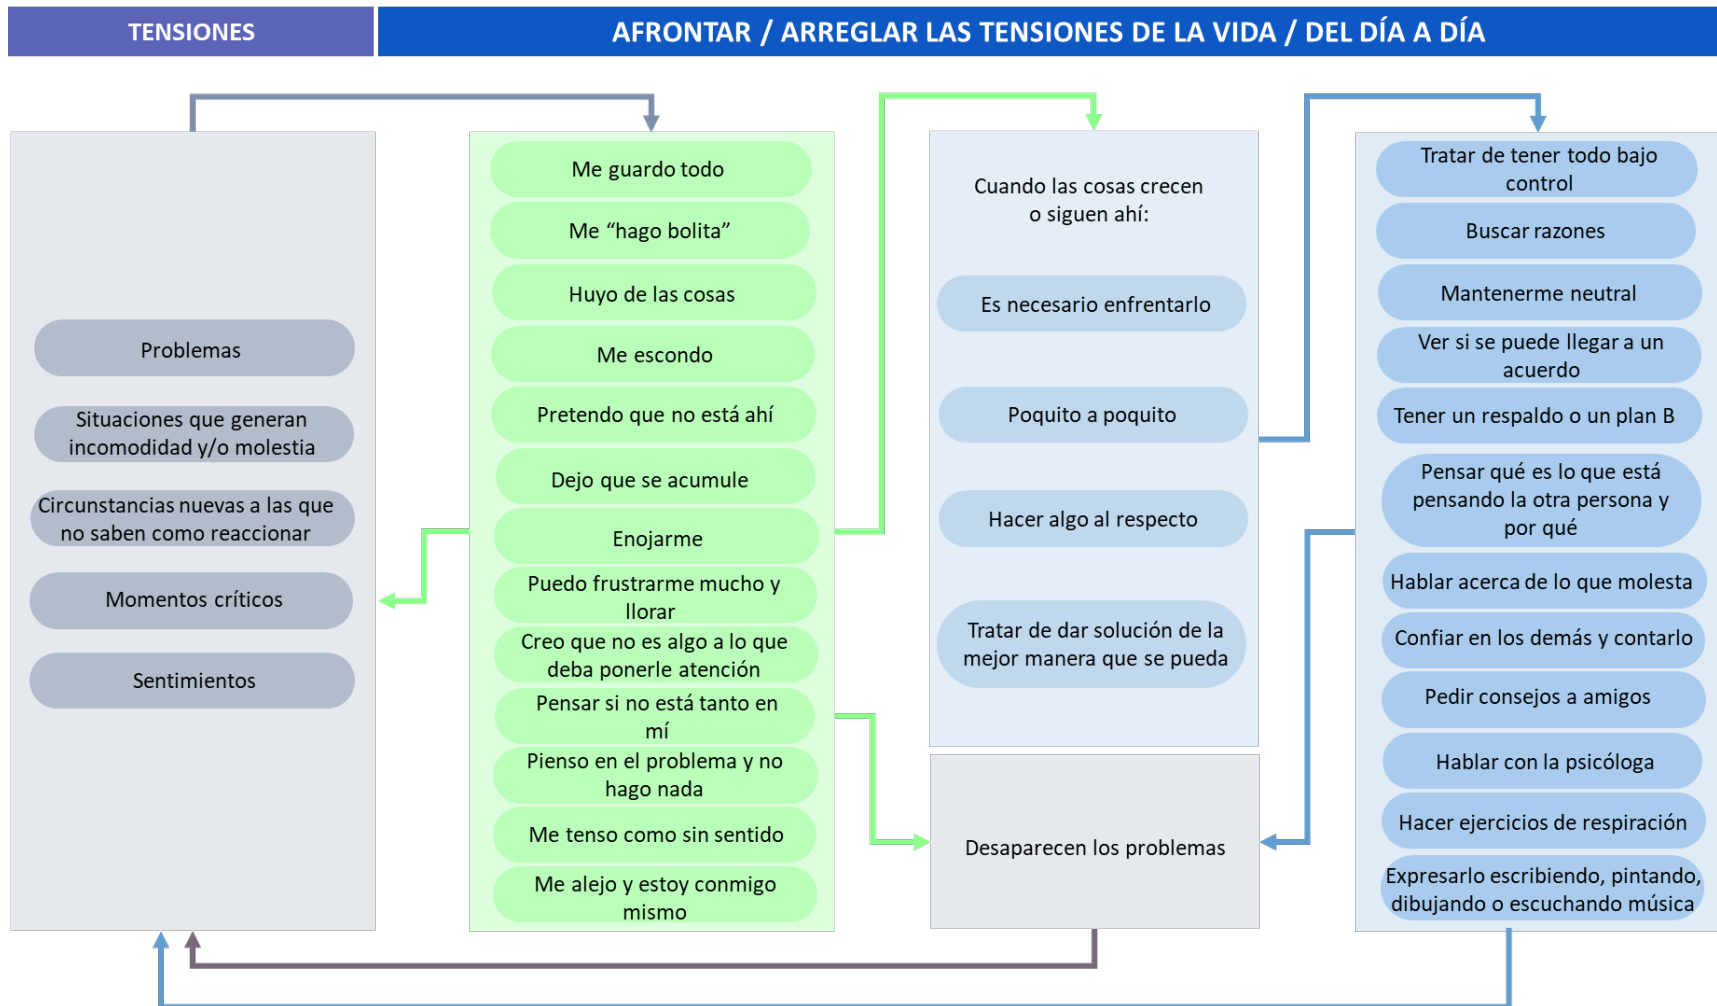 TENSIONES
AFRONTAR / ARREGLAR LAS TENSIONES DE LA VIDA / DEL DÍA A DÍA
Problemas
Situaciones que generan
incomodidad y/o molestia
Circunstancias nuevas a las que
no saben como reaccionar
Momentos críticos
Sentimientos
Me guardo todo
Me “hago bolita”
Huyo de las cosas
Me escondo
Pretendo que no está ahí
Dejo que se acumule
Enojarme
Puedo frustrarme mucho y
llorar
Creo que no es algo a lo que
deba ponerle atención
Pensar si no está tanto en
mí
Pienso en el problema y no
hago nada
Me tenso como sin sentido
Me alejo y estoy conmigo
mismo
Cuando las cosas crecen
o siguen ahí:
Es necesario enfrentarlo
Poquito a poquito
Hacer algo al respecto
Tratar de dar solución de la
mejor manera que se pueda
Desaparecen los problemas
Tratar de tener todo bajo
control
Buscar razones
Mantenerme neutral
Ver si se puede llegar a un
acuerdo
Tener un respaldo o un plan B
Pensar qué es lo que está
pensando la otra persona y
por qué
Hablar acerca de lo que molesta
Confiar en los demás y contarlo
Pedir consejos a amigos
Hablar con la psicóloga
Hacer ejercicios de respiración
Expresarlo escribiendo, pintando,
dibujando o escuchando música